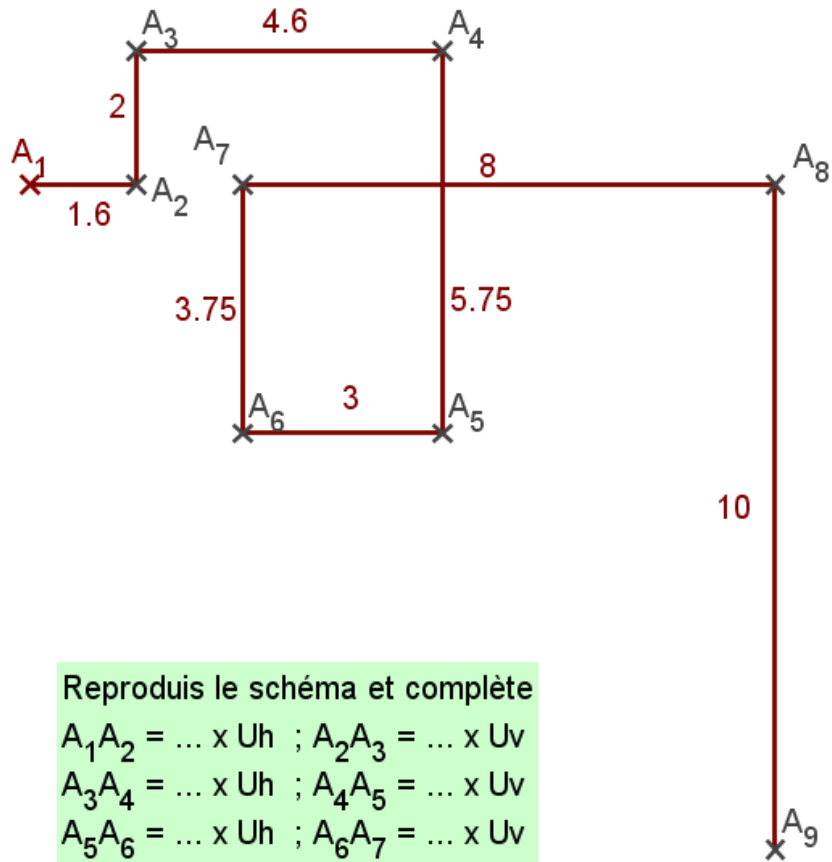 A3 4.6 A4
2
A1 A7 8 A8
1.6 A2
3.75 5.75
3
A6 A5
10
Reproduis le schéma et complète
A1A2 = ... x Uh ; A2A3 = ... x Uv
A3A4 = ... x Uh ; A4A5 = ... x Uv
A5A6 = ... x Uh ; A6A7 = ... x Uv
A9